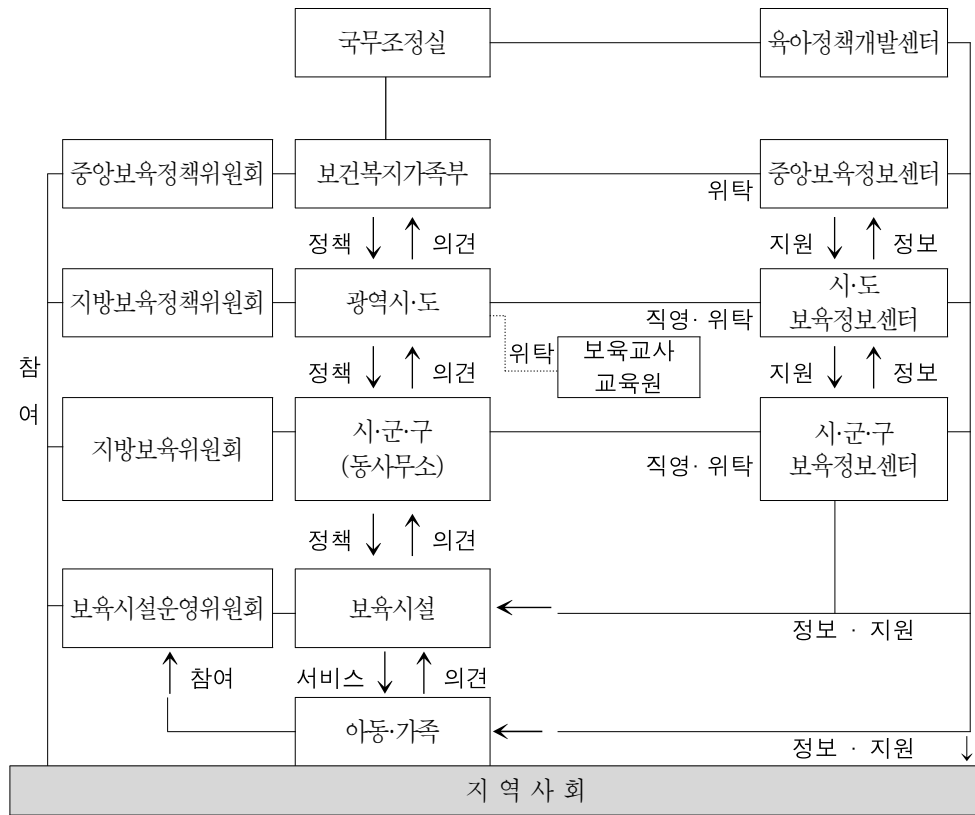 국무조정실
육아정책개발센터
중앙보육정책위원회
보건복지가족부
위탁
중앙보육정보센터
정책
의견
지원
정보
지방보육정책위원회
광역시·도
직영· 위탁
시·도
보육정보센터
참
여
정책
의견
위탁
보육교사
교육원
지원
정보
지방보육위원회
시·군·구
(동사무소)
직영· 위탁
시·군·구
보육정보센터
정책
의견
보육시설운영위원회
보육시설
정보 · 지원
참여
서비스
의견
아동·가족
정보 · 지원
지 역 사 회